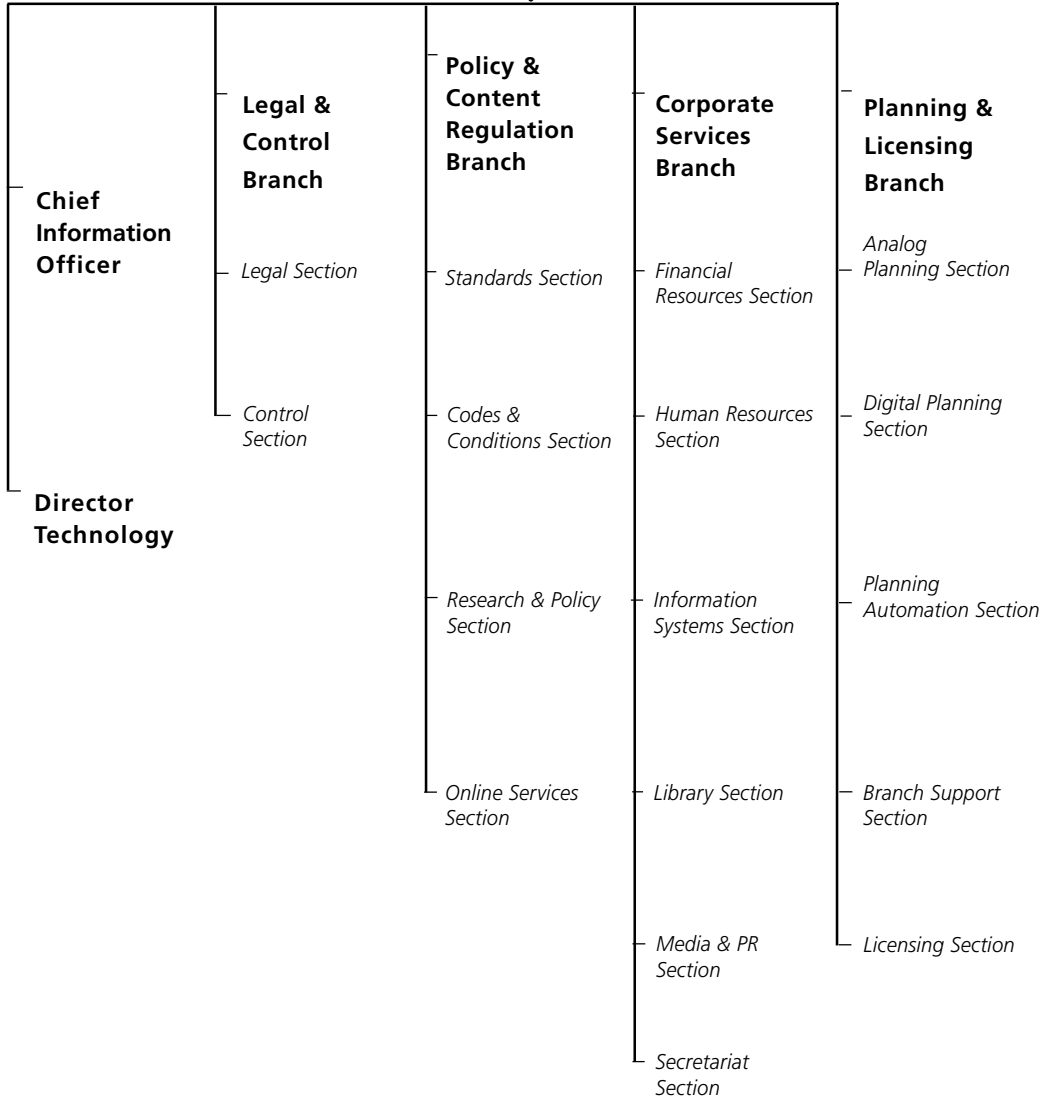 Chief
Information
Officer
Director
Technology
Legal &
Control
Branch
Legal Section
Control
Section
Policy &
Content
Regulation
Branch
Standards Section
Codes &
Conditions Section
Research & Policy
Section
Online Services
Section
Corporate
Services
Branch
Financial
Resources Section
Human Resources
Section
Information
Systems Section
Library Section
Media & PR
Section
Secretariat
Section
Planning &
Licensing
Branch
Analog
Planning Section
Digital Planning
Section
Planning
Automation Section
Branch Support
Section
Licensing Section